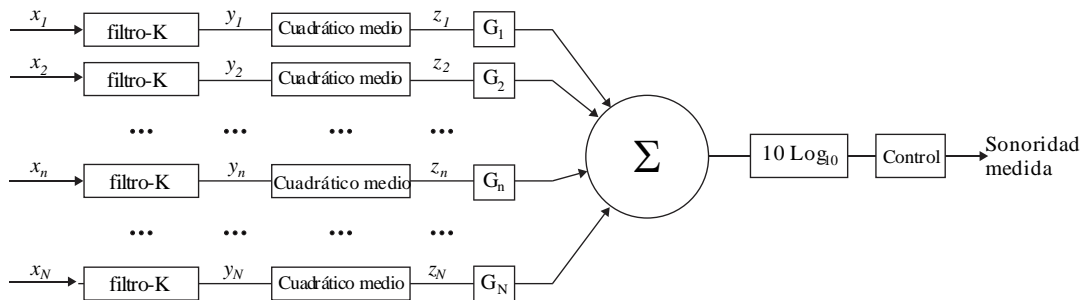 x1 filtro-K y1 Cuadrático medio z1 G1
x2 filtro-K y2 Cuadrático medio z2 G2
... ... ... ...
xn filtro-K yn Cuadrático medio zn Gn
... ... ... ...
xN filtro-K yN Cuadrático medio zN GN
Σ
10 Log10
Control
Sonoridad
medida